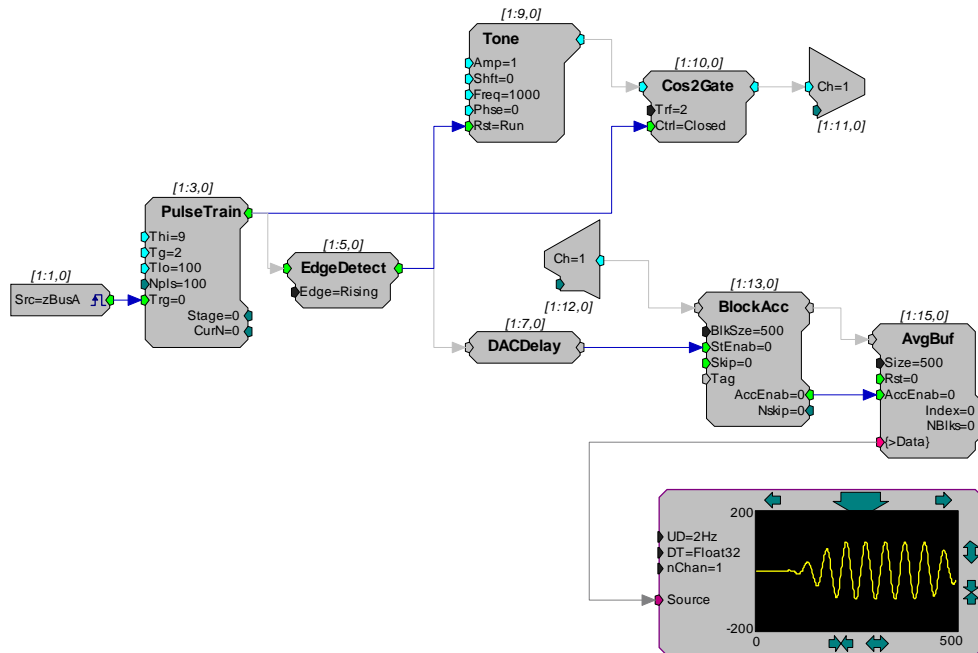 [1:9,0]
Tone
Amp=1
Shft=0
Freq=1000
Phse=0
Rst=Run
[1:10,0]
Cos2Gate
Trf=2
Ctrl=Closed
Ch=1
[1:11,0]
[1:3,0]
PulseTrain
Thi=9
Tg=2
Tlo=100
Npls=100
Trg=0
Stage=0
CurN=0
[1:1,0]
Src=zBusA
[1:5,0]
EdgeDetect
Edge=Rising
Ch=1
[1:12,0]
[1:7,0]
DACDelay
[1:13,0]
BlockAcc
BlkSze=500
StEnab=0
Skip=0
Tag
AccEnab=0
Nskip=0
[1:15,0]
AvgBuf
Size=500
Rst=0
AccEnab=0
Index=0
NBlks=0
{>Data}
UD=2Hz
DT=Float32
nChan=1
Source
200
-200
0
500